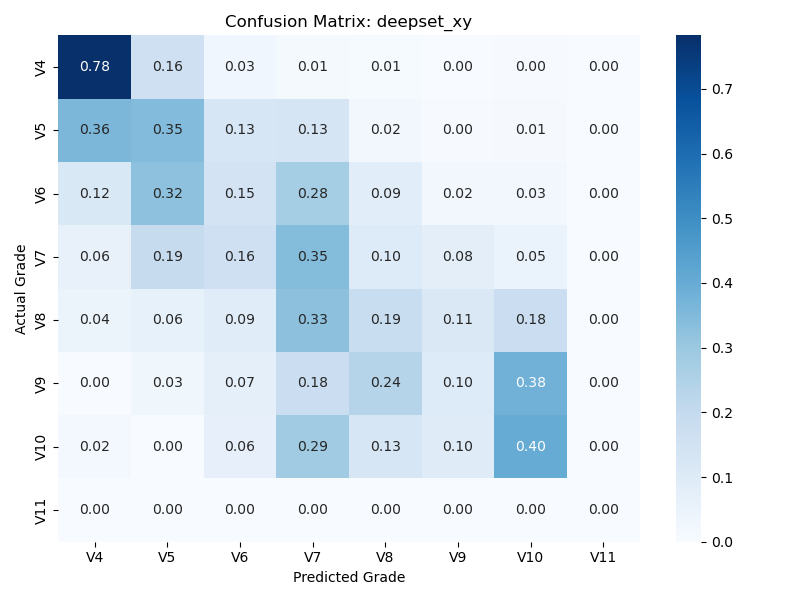 Confusion Matrix: deepset_xy
Actual Grade
V4 0.78 0.16 0.03 0.01 0.01 0.00 0.00 0.00
V5 0.36 0.35 0.13 0.13 0.02 0.00 0.01 0.00
V6 0.12 0.32 0.15 0.28 0.09 0.02 0.03 0.00
V7 0.06 0.19 0.16 0.35 0.10 0.08 0.05 0.00
V8 0.04 0.06 0.09 0.33 0.19 0.11 0.18 0.00
V9 0.00 0.03 0.07 0.18 0.24 0.10 0.38 0.00
V10 0.02 0.00 0.06 0.29 0.13 0.10 0.40 0.00
V11 0.00 0.00 0.00 0.00 0.00 0.00 0.00 0.00
V4 V5 V6 V7 V8 V9 V10 V11
Predicted Grade
0.7
0.6
0.5
0.4
0.3
0.2
0.1
0.0